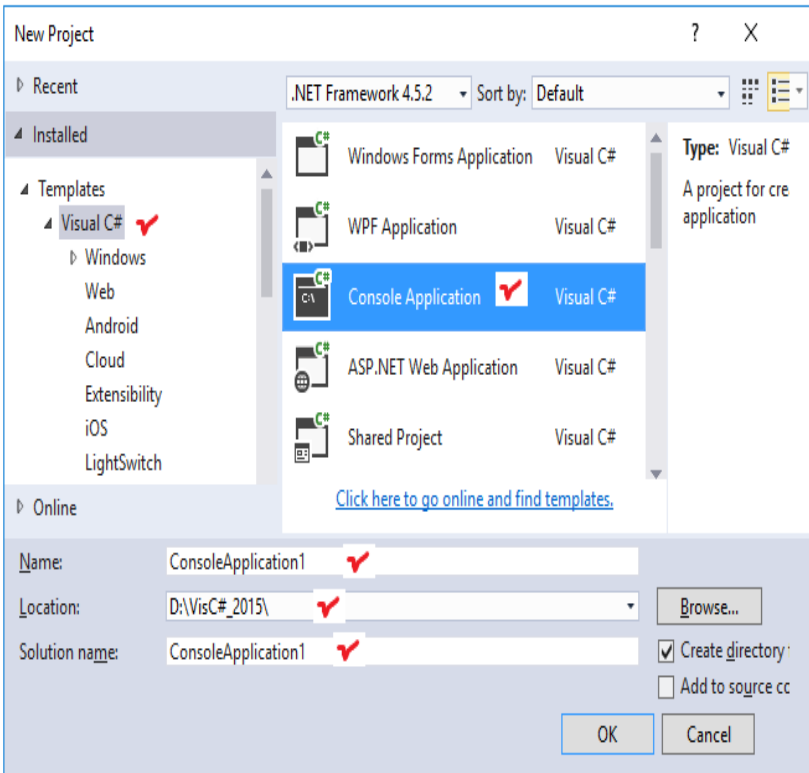 New Project
?
Recent
.NET Framework 4.5.2
Sort by: Default
Installed
Templates
Visual C#
Windows
Web
Android
Cloud
Extensibility
iOS
LightSwitch
Online
C# Windows Forms Application Visual C#
C# WPF Application Visual C#
C# C:\ Console Application Visual C#
C# ASP.NET Web Application Visual C#
C# Shared Project Visual C#
Click here to go online and find templates.
Type: Visual C#
A project for cre
application
Name: ConsoleApplication1
Location: D:\VisC#_2015\ Browse...
Solution name: ConsoleApplication1
Create directory
Add to source cc
OK Cancel